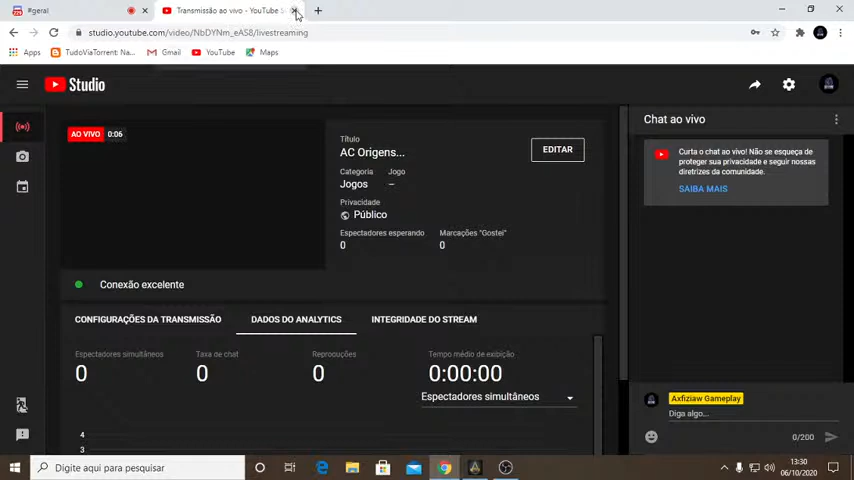 #geral
Transmissão ao vivo - YouTube S
studio.youtube.com/video/NbDYNm_eAS8/livestreaming
Apps
TudoViaTorrent: Na...
Gmail
YouTube
Maps
Studio
AO VIVO 0:06
Título
AC Origens...
EDITAR
Categoria Jogo
Jogos –
Privacidade
Público
Espectadores esperando Marcações "Gostei"
0 0
Conexão excelente
Chat ao vivo
Curta o chat ao vivo! Não se esqueça de
proteger sua privacidade e seguir nossas
diretrizes da comunidade.
SAIBA MAIS
CONFIGURAÇÕES DA TRANSMISSÃO DADOS DO ANALYTICS INTEGRIDADE DO STREAM
Espectadores simultâneos Taxa de chat Reproduções Tempo médio de exibição
0 0 0 0:00:00
Espectadores simultâneos
4
3
Axfiziaw Gameplay
Diga algo...
0/200
Digite aqui para pesquisar
13:30
06/10/2020